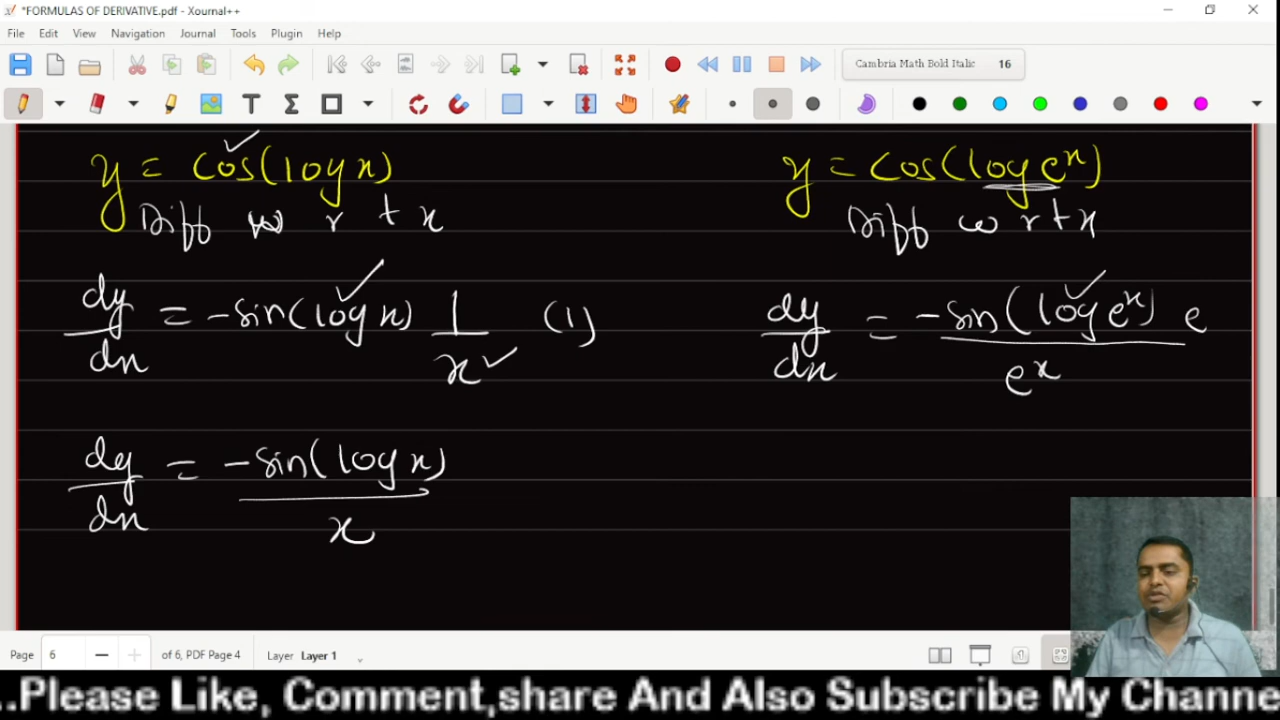 *FORMULAS OF DERIVATIVE.pdf - Xournal++
File Edit View Navigation Journal Tools Plugin Help
Cambria Math Bold Italic 16
y = cos(log x)
Diff w r t x
dy/dx = -sin(log x) 1/x (1)
dy/dx = -sin(log x)/x
y = cos(log e^x)
Diff w r t x
dy/dx = -sin(log e^x) e/e^x
Page 6 of 6, PDF Page 4 Layer Layer 1
..Please Like, Comment,share And Also Subscribe My Channe